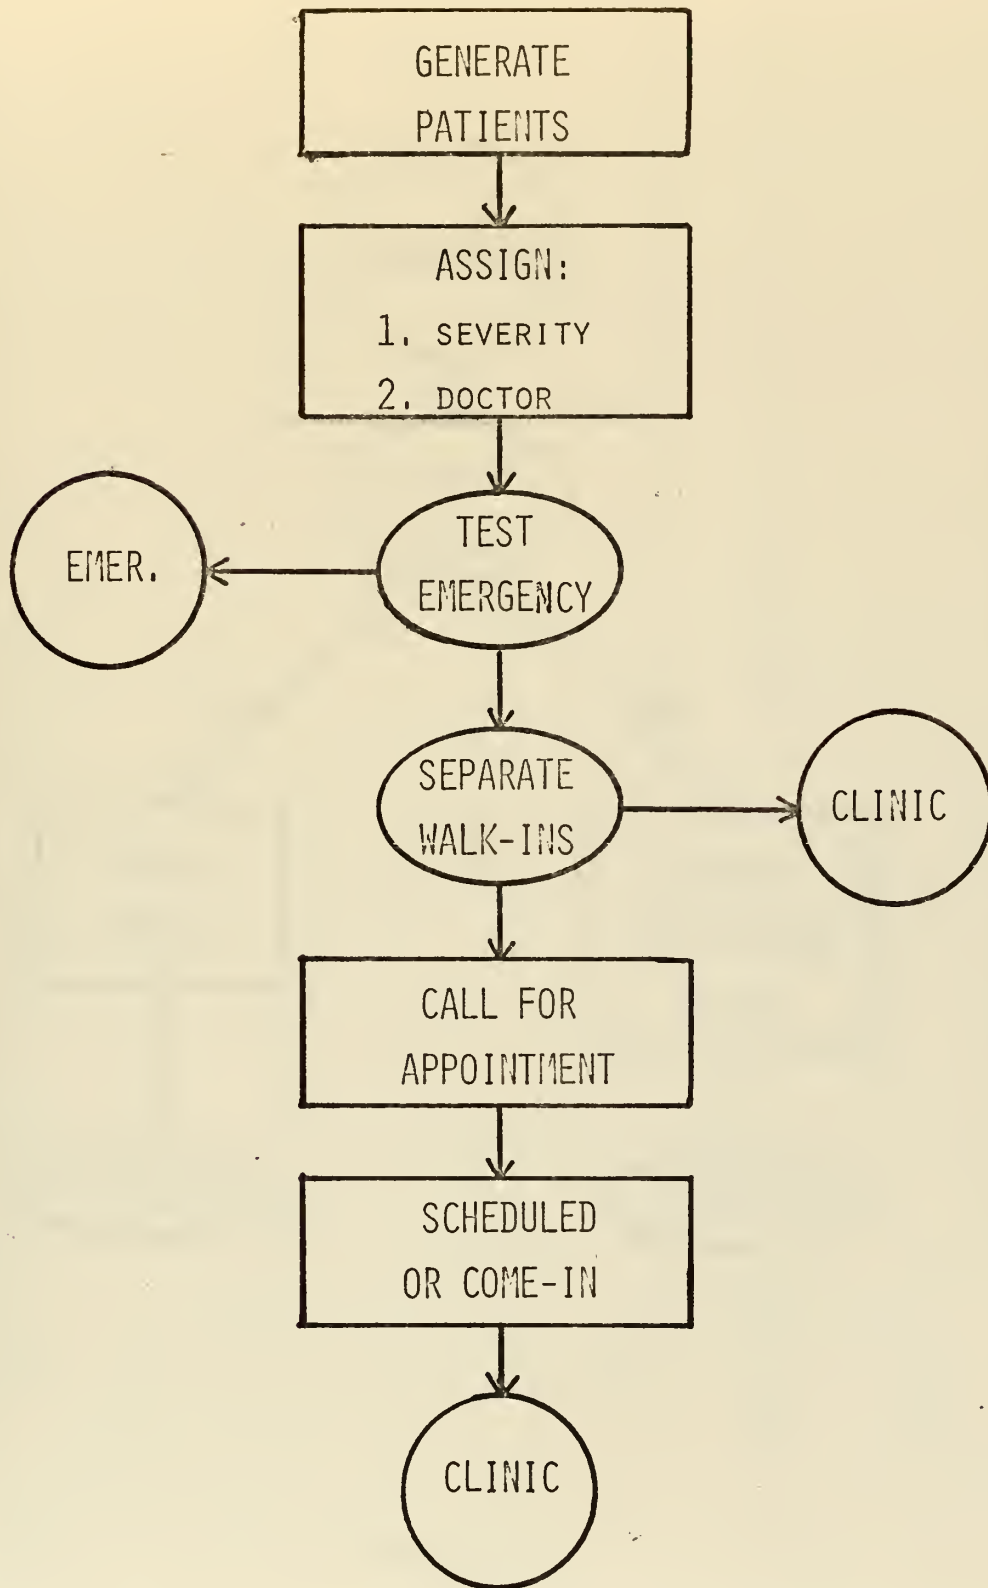 GENERATE
PATIENTS
ASSIGN:
1. SEVERITY
2. DOCTOR
EMER.
TEST
EMERGENCY
SEPARATE
WALK-INS
CLINIC
CALL FOR
APPOINTMENT
SCHEDULED
OR COME-IN
CLINIC